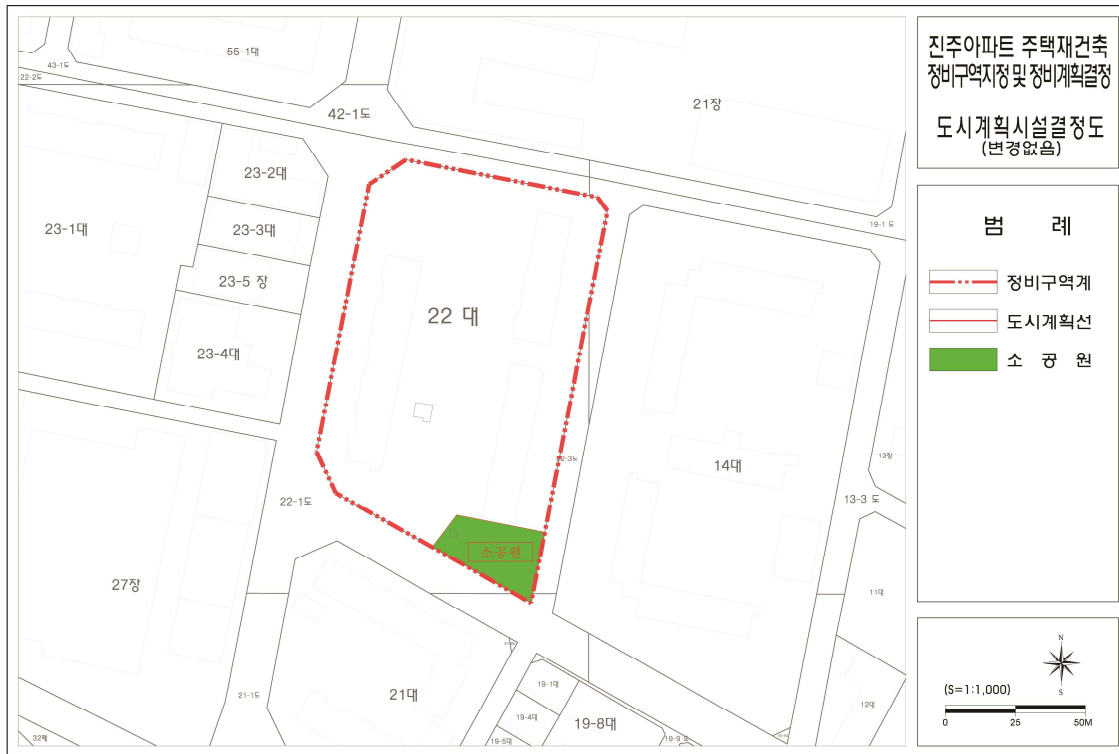 진주아파트 주택재건축
정비구역지정 및 정비계획결정
도시계획시설결정도
(변경없음)
범 례
정비구역계
도시계획선
소 공 원
(S=1:1,000)
N
S
0 25 50M
55-1대
43-1도
22-2도
42-1도
21장
23-2대
23-1대
23-3대
19-1 도
23-5 장
22 대
23-4대
14대
13장
22-1도
13-3 도
소공원
27장
11대
21-1도
21대
19-1대
12대
19-4대
19-8대
19-5대
19-9 도
32제